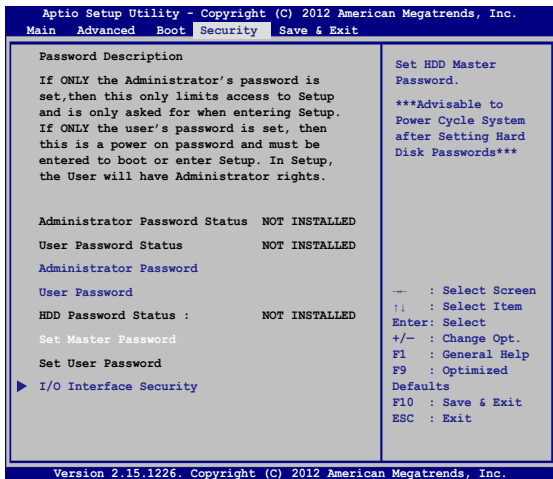 Aptio Setup Utility - Copyright (C) 2012 American Megatrends, Inc.
Main Advanced Boot Security Save & Exit
Password Description
If ONLY the Administrator's password is
set,then this only limits access to Setup
and is only asked for when entering Setup.
If ONLY the user's password is set, then
this is a power on password and must be
entered to boot or enter Setup. In Setup,
the User will have Administrator rights.
Administrator Password Status NOT INSTALLED
User Password Status NOT INSTALLED
Administrator Password
User Password
HDD Password Status : NOT INSTALLED
Set Master Password
Set User Password
I/O Interface Security
Set HDD Master
Password.
***Advisable to
Power Cycle System
after Setting Hard
Disk Passwords***
→← : Select Screen
↑↓ : Select Item
Enter: Select
+/— : Change Opt.
F1 : General Help
F9 : Optimized
Defaults
F10 : Save & Exit
ESC : Exit
Version 2.15.1226. Copyright (C) 2012 American Megatrends, Inc.